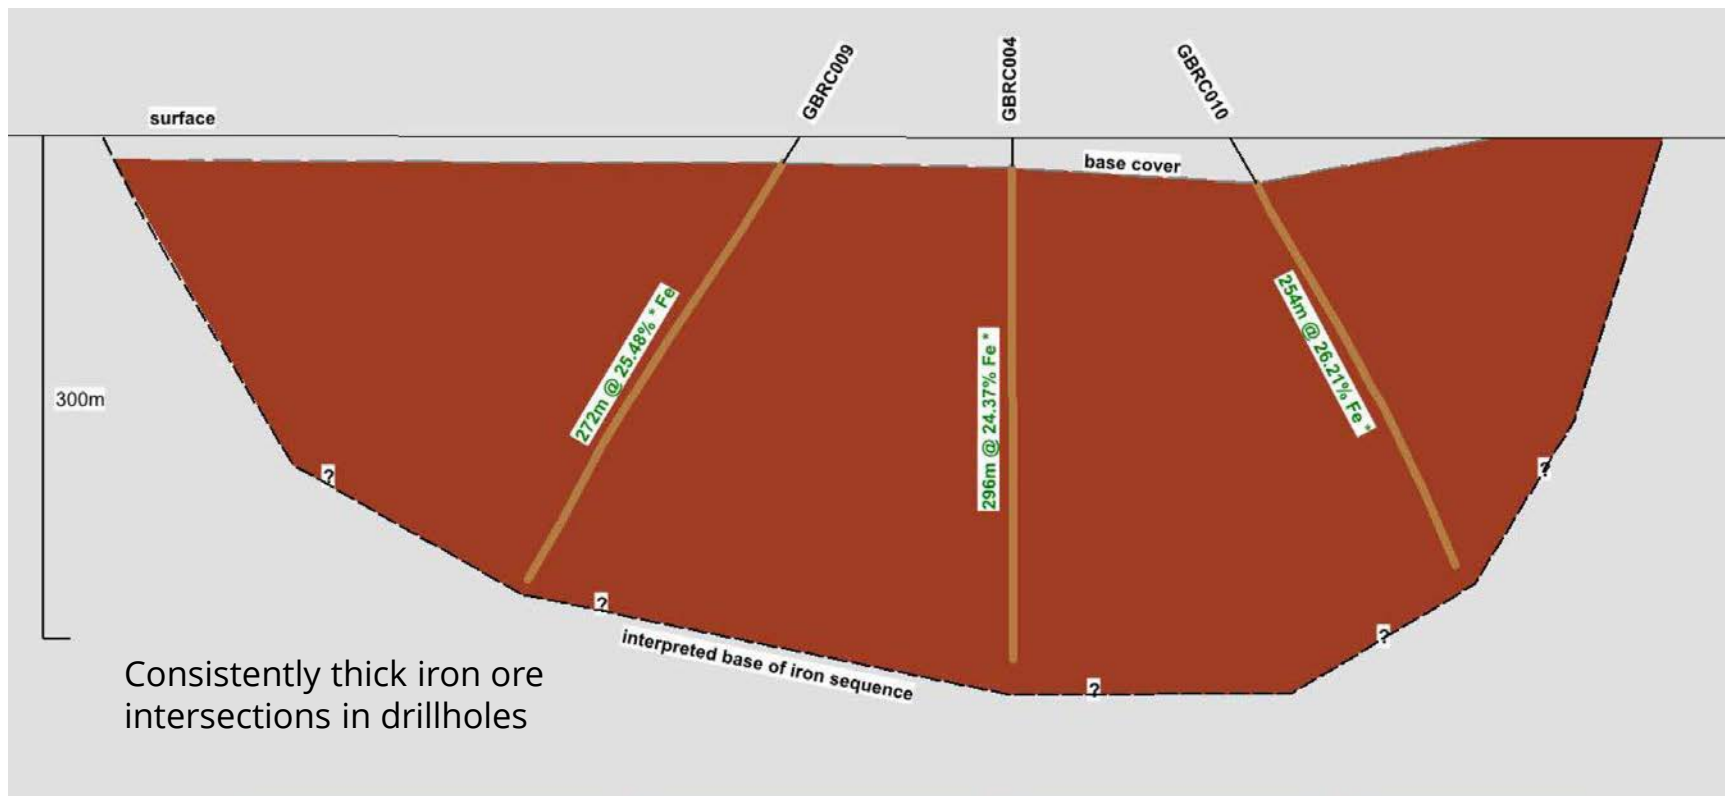 GBRC009
GBRC004
GBRC010
surface
base cover
272m @ 25.48% * Fe
296m @ 24.37% Fe *
254m @ 26.21% Fe *
300m
?
?
?
?
?
interpreted base of iron sequence
Consistently thick iron ore
intersections in drillholes